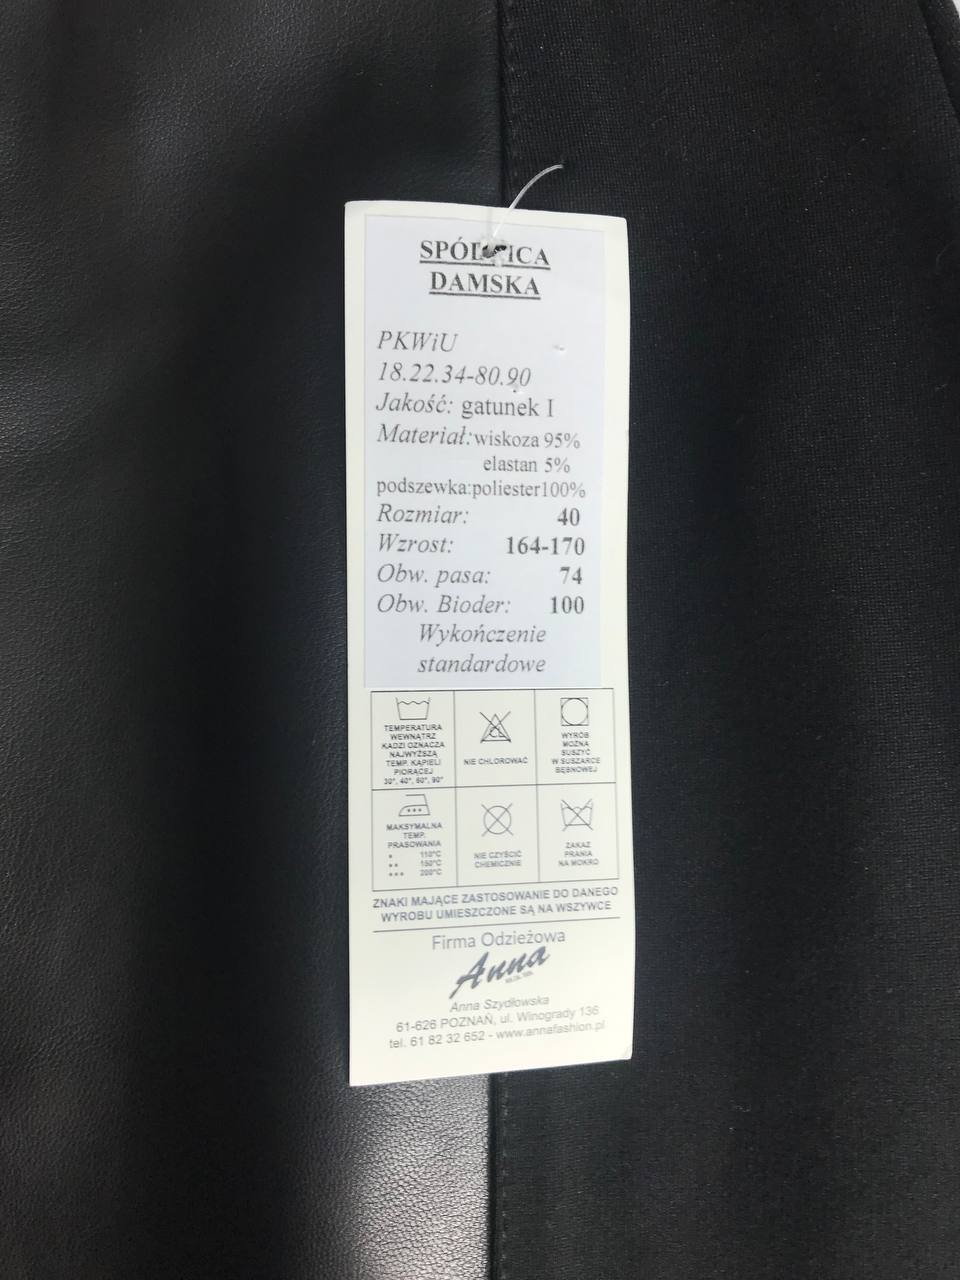 SPÓDNICA
DAMSKA
PKWiU
18.22.34-80.90
Jakość: gatunek I
Materiał:wiskoza 95%
elastan 5%
podszewka:poliester100%
Rozmiar: 40
Wzrost: 164-170
Obw. pasa: 74
Obw. Bioder: 100
Wykończenie
standardowe
TEMPERATURA
WEWNĄTRZ
KADZI OZNACZA
NAJWYŻSZĄ
TEMP. KĄPIELI
PIORĄCEJ
30°, 40°, 60°, 90°
CL
NIE CHLOROWAĆ
WYRÓB
MOŻNA
SUSZYĆ
W SUSZARCE
BĘBNOWEJ
MAKSYMALNA
TEMP.
PRASOWANIA
• 110°C
•• 150°C
••• 200°C
NIE CZYŚCIĆ
CHEMICZNIE
ZAKAZ
PRANIA
NA MOKRO
ZNAKI MAJĄCE ZASTOSOWANIE DO DANEGO
WYROBU UMIESZCZONE SĄ NA WSZYWCE
Firma Odzieżowa
Anna
Anna Szydłowska
61-626 POZNAŃ, ul. Winogrady 136
tel. 61 82 32 652 - www.annafashion.pl